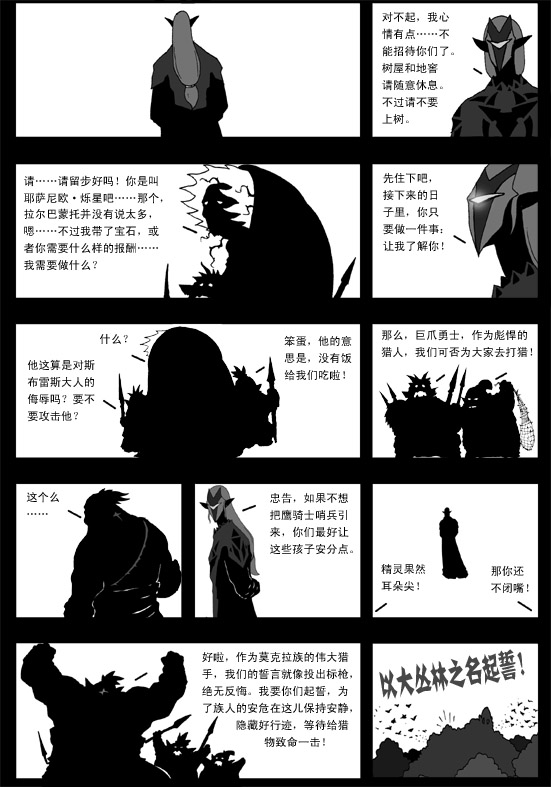 对不起，我心
情有点……不
能招待你们了。
树屋和地窖
请随意休息。
不过请不要
上树。
请……请留步好吗！你是叫
耶萨尼欧·烁星吧……那个，
拉尔巴蒙托并没有说太多，
嗯……不过我带了宝石，或
者你需要什么样的报酬……
我需要做什么？
先住下吧，
接下来的日
子里，你只
要做一件事：
让我了解你！
什么？
他这算是对斯
布雷斯大人的
侮辱吗？要不
要攻击他？
笨蛋，他的意
思是，没有饭
给我们吃啦！
那么，巨爪勇士，作为彪悍的
猎人，我们可否为大家去打猎！
这个么
……
忠告，如果不想
把鹰骑士哨兵引
来，你们最好让
这些孩子安分点。
精灵果然
耳朵尖！
那你还
不闭嘴！
好啦，作为莫克拉族的伟大猎
手，我们的誓言就像投出标枪，
绝无反悔。我要你们起誓，为
了族人的安危在这儿保持安静，
隐藏好行迹，等待给猎
物致命一击！
以大丛林之名起誓！